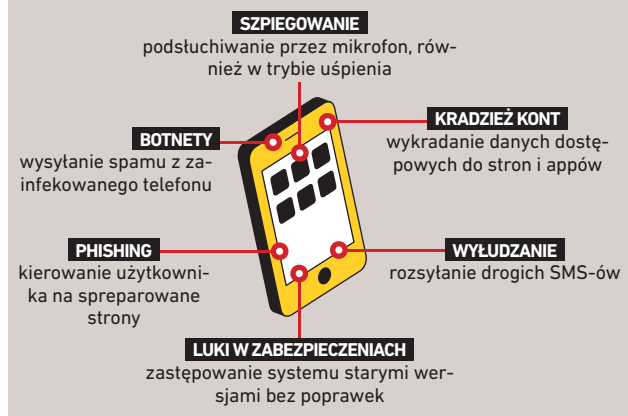 SZPIEGOWANIE
podsłuchiwanie przez mikrofon, rów-
nież w trybie uśpienia
KRADZIEŻ KONT
wykradanie danych dostę-
powych do stron i appów
BOTNETY
wysyłanie spamu z za-
infekowanego telefonu
PHISHING
kierowanie użytkowni-
ka na spreparowane
strony
WYŁUDZANIE
rozsyłanie drogich SMS-ów
LUKI W ZABEZPIECZENIACH
zastępowanie systemu starymi wer-
sjami bez poprawek